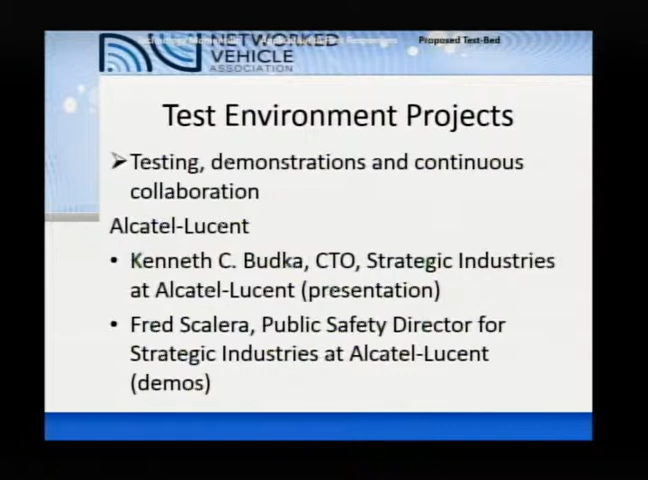 NETWORKED
VEHICLE
ASSOCIATION
Proposed Test-Bed
Test Environment Projects
➢Testing, demonstrations and continuous
collaboration
Alcatel-Lucent
• Kenneth C. Budka, CTO, Strategic Industries
at Alcatel-Lucent (presentation)
• Fred Scalera, Public Safety Director for
Strategic Industries at Alcatel-Lucent
(demos)